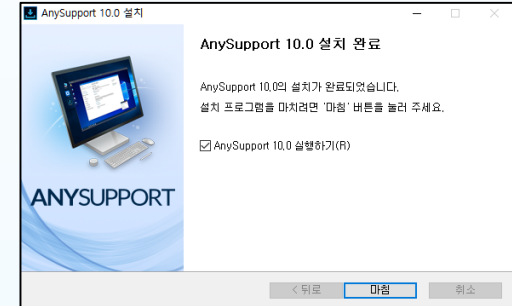 AnySupport 10.0 설치
AnySupport 10.0 설치 완료
AnySupport 10.0의 설치가 완료되었습니다.
설치 프로그램을 마치려면 '마침' 버튼을 눌러 주세요.
☑ AnySupport 10.0 실행하기(R)
ANYSUPPORT
< 뒤로
마침
취소